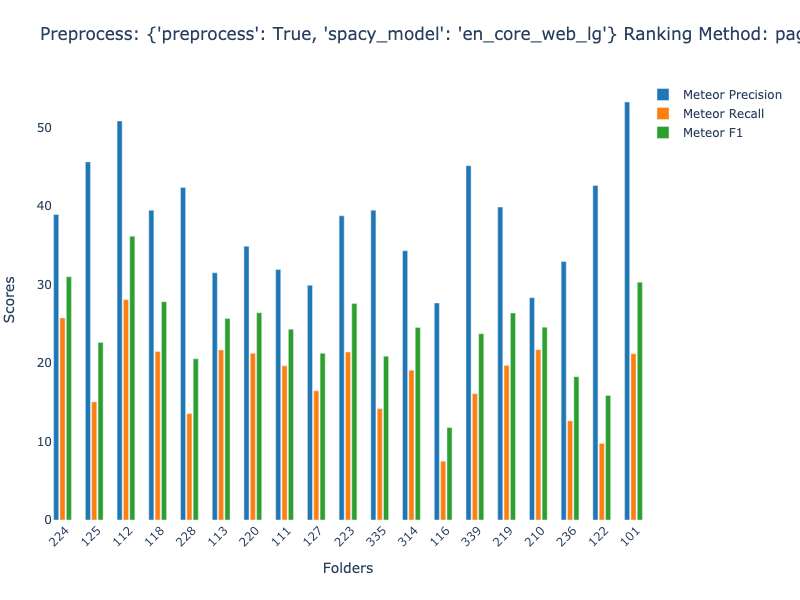 Preprocess: {'preprocess': True, 'spacy_model': 'en_core_web_lg'} Ranking Method: pag
Meteor Precision
Meteor Recall
Meteor F1
50
40
30
20
10
0
Scores
224 125 112 118 228 113 220 111 127 223 335 314 116 339 219 210 236 122 101
Folders